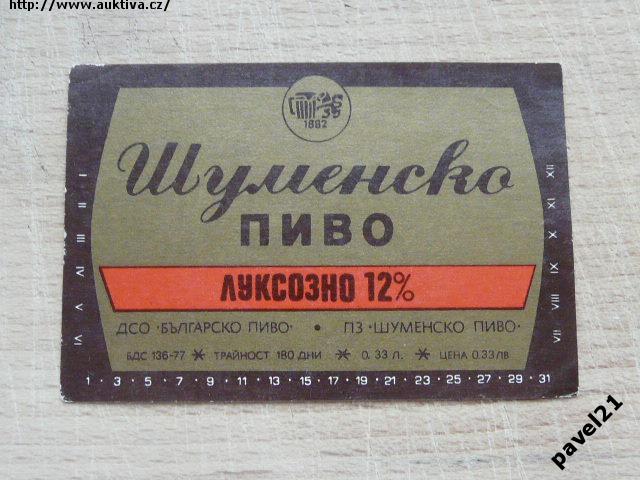 http://www.auktiva.cz/
1882
Шуменско
ПИВО
ЛУКСОЗНО 12%
ДСО "БЪЛГАРСКО ПИВО" • ПЗ "ШУМЕНСКО ПИВО"
БДС 136-77 * ТРАЙНОСТ 180 ДНИ * 0. 33 Л. * ЦЕНА 0.33 ЛВ
I II III IV V VI
XII XI X IX VIII VII
1 · 3 · 5 · 7 · 9 · 11 · 13 · 15 · 17 · 19 · 21 · 23 · 25 · 27 · 29 · 31
pavel21